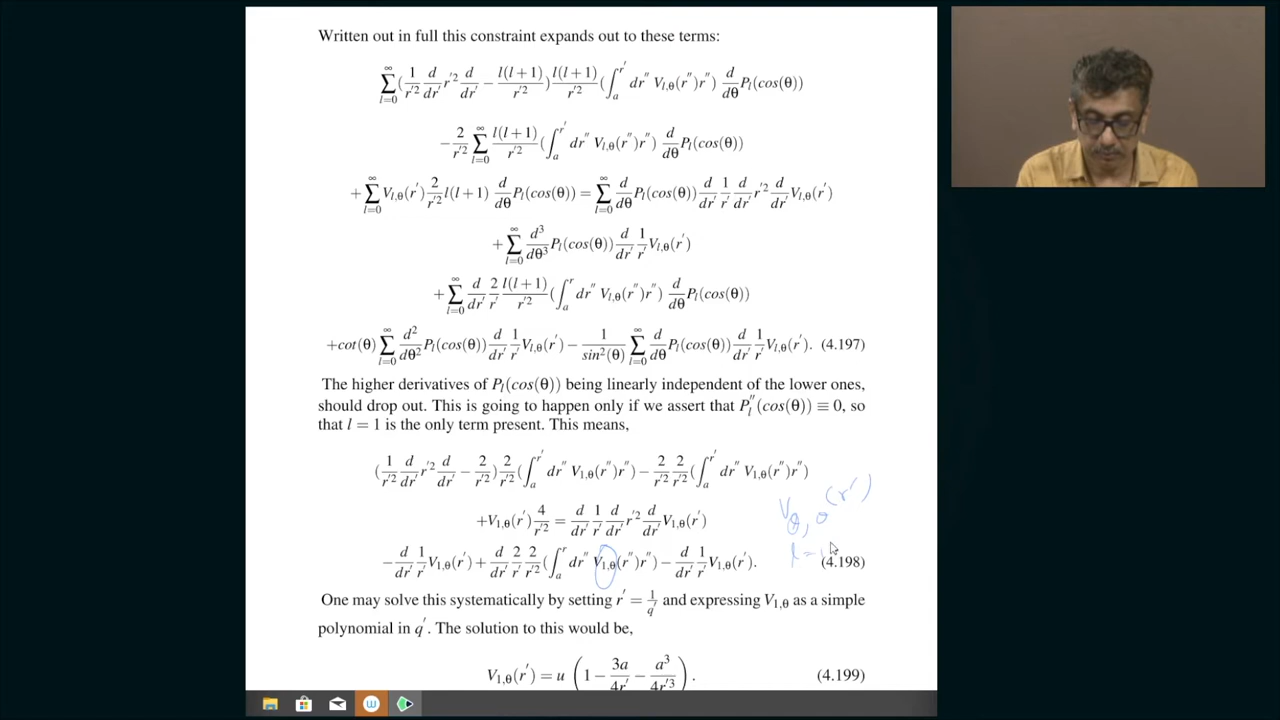 Written out in full this constraint expands out to these terms:
∑_{l=0}^{∞} ( 1/r′² d/dr′ r′² d/dr′ − l(l+1)/r′² ) l(l+1)/r′² ( ∫_a^{r′} dr″ V_{l,θ}(r″)r″ ) d/dθ P_l(cos(θ))
− 2/r′² ∑_{l=0}^{∞} l(l+1)/r′² ( ∫_a^{r′} dr″ V_{l,θ}(r″)r″ ) d/dθ P_l(cos(θ))
+ ∑_{l=0}^{∞} V_{l,θ}(r′) 2/r′² l(l+1) d/dθ P_l(cos(θ)) = ∑_{l=0}^{∞} d/dθ P_l(cos(θ)) d/dr′ 1/r′ d/dr′ r′² d/dr′ V_{l,θ}(r′)
+ ∑_{l=0}^{∞} d³/dθ³ P_l(cos(θ)) d/dr′ 1/r′ V_{l,θ}(r′)
+ ∑_{l=0}^{∞} d/dr′ 2/r′ l(l+1)/r′² ( ∫_a^{r} dr″ V_{l,θ}(r″)r″ ) d/dθ P_l(cos(θ))
+cot(θ) ∑_{l=0}^{∞} d²/dθ² P_l(cos(θ)) d/dr′ 1/r′ V_{l,θ}(r′) − 1/sin²(θ) ∑_{l=0}^{∞} d/dθ P_l(cos(θ)) d/dr′ 1/r′ V_{l,θ}(r′). (4.197)
The higher derivatives of P_l(cos(θ)) being linearly independent of the lower ones,
should drop out. This is going to happen only if we assert that P_l″(cos(θ)) ≡ 0, so
that l = 1 is the only term present. This means,
( 1/r′² d/dr′ r′² d/dr′ − 2/r′² ) 2/r′² ( ∫_a^{r′} dr″ V_{1,θ}(r″)r″ ) − 2/r′² 2/r′² ( ∫_a^{r′} dr″ V_{1,θ}(r″)r″ )
+V_{1,θ}(r′) 4/r′² = d/dr′ 1/r′ d/dr′ r′² d/dr′ V_{1,θ}(r′)
− d/dr′ 1/r′ V_{1,θ}(r′) + d/dr′ 2/r′ 2/r′² ( ∫_a^{r} dr″ V_{1,θ}(r″)r″ ) − d/dr′ 1/r′ V_{1,θ}(r′). (4.198)
One may solve this systematically by setting r′ = 1/q′ and expressing V_{1,θ} as a simple
polynomial in q′. The solution to this would be,
V_{1,θ}(r′) = u ( 1 − 3a/4r′ − a³/4r′³ ). (4.199)